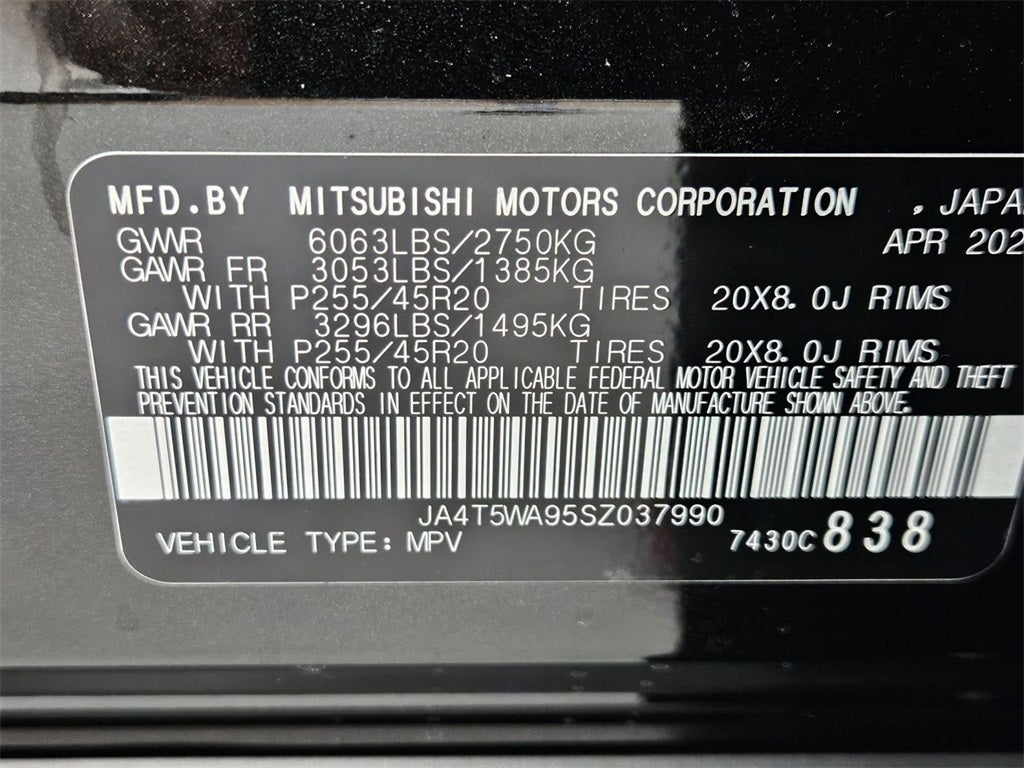 MFD.BY MITSUBISHI MOTORS CORPORATION , JAPA
GVWR 6063LBS/2750KG APR 202
GAWR FR 3053LBS/1385KG
WITH P255/45R20 TIRES 20X8.0J RIMS
GAWR RR 3296LBS/1495KG
WITH P255/45R20 TIRES 20X8.0J RIMS
THIS VEHICLE CONFORMS TO ALL APPLICABLE FEDERAL MOTOR VEHICLE SAFETY AND THEFT
PREVENTION STANDARDS IN EFFECT ON THE DATE OF MANUFACTURE SHOWN ABOVE.
JA4T5WA95SZ037990
VEHICLE TYPE: MPV 7430C 838